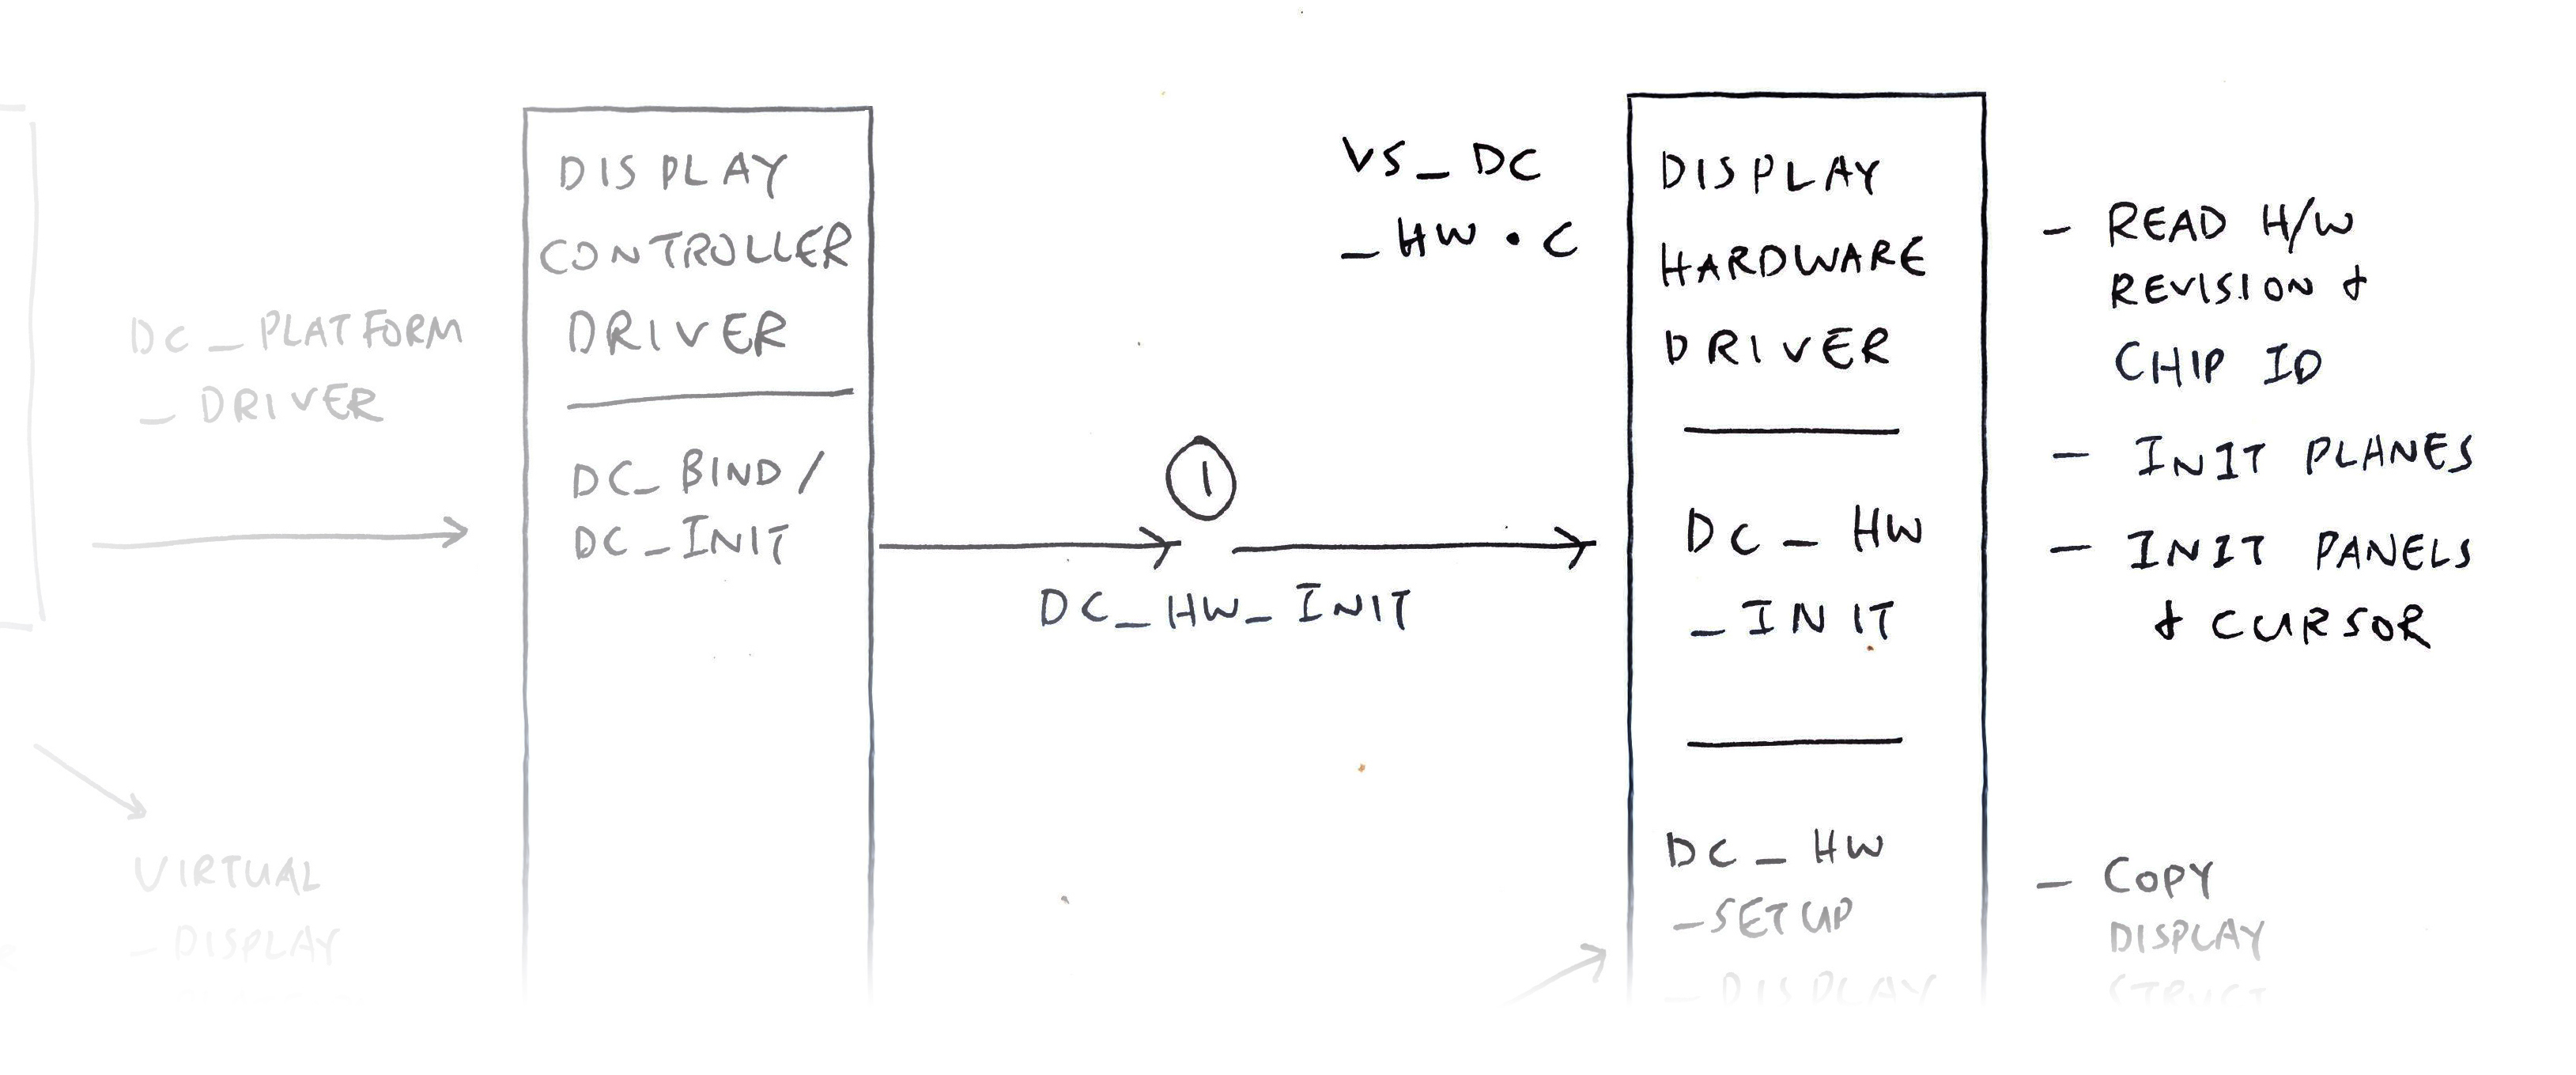 DC_PLATFORM
_DRIVER
VIRTUAL
_DISPLAY
DISPLAY
CONTROLLER
DRIVER
DC_BIND/
DC_INIT
1
DC_HW_INIT
VS_DC
_HW.C
DISPLAY
HARDWARE
DRIVER
DC_HW
_INIT
DC_HW
_SETUP
_DISPLAY
- READ H/W
REVISION &
CHIP ID
- INIT PLANES
- INIT PANELS
& CURSOR
- COPY
DISPLAY
STRUCT